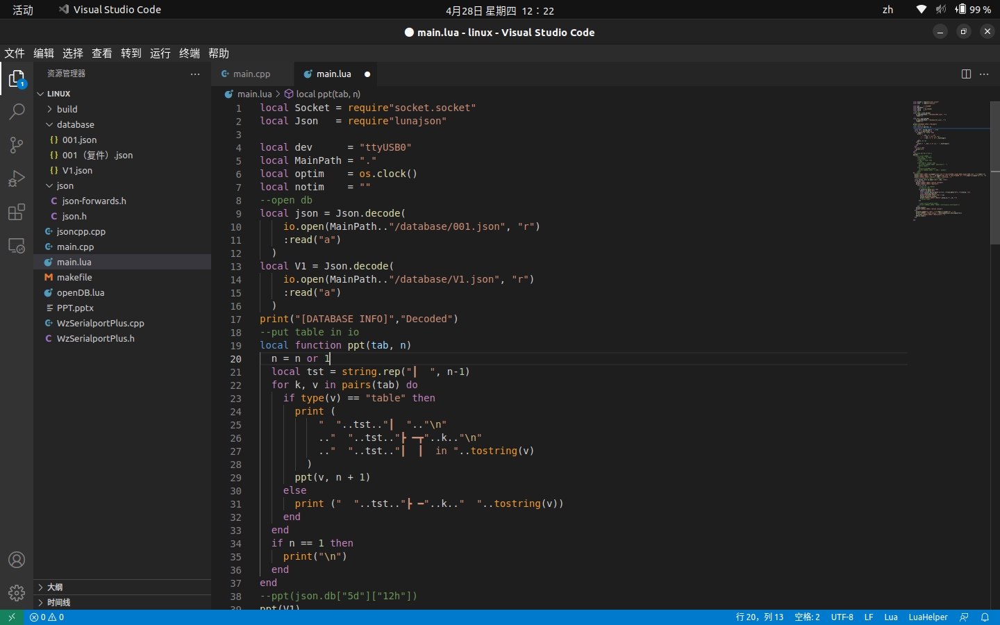 活动 Visual Studio Code 4月28日 星期四 12：22 zh 99 %
main.lua - linux - Visual Studio Code
文件 编辑 选择 查看 转到 运行 终端 帮助
资源管理器
main.cpp main.lua
main.lua > local ppt(tab, n)
LINUX
build
database
001.json
001（复件）.json
V1.json
json
json-forwards.h
json.h
jsoncpp.cpp
main.cpp
main.lua
makefile
openDB.lua
PPT.pptx
WzSerialportPlus.cpp
WzSerialportPlus.h
大纲
时间线
1 local Socket = require"socket.socket"
2 local Json   = require"lunajson"
3
4 local dev      = "ttyUSB0"
5 local MainPath = "."
6 local optim    = os.clock()
7 local notim    = ""
8 --open db
9 local json = Json.decode(
10     io.open(MainPath.."/database/001.json", "r")
11     :read("a")
12   )
13 local V1 = Json.decode(
14     io.open(MainPath.."/database/V1.json", "r")
15     :read("a")
16   )
17 print("[DATABASE INFO]","Decoded")
18 --put table in io
19 local function ppt(tab, n)
20   n = n or 1
21   local tst = string.rep("┃  ", n-1)
22   for k, v in pairs(tab) do
23     if type(v) == "table" then
24       print (
25           "  "..tst.."┃  ".."\n"
26           .."  "..tst.."┣ ━┳"..k.."\n"
27           .."  "..tst.."┃  ┃  in "..tostring(v)
28         )
29       ppt(v, n + 1)
30     else
31       print ("  "..tst.."┣ ━"..k.."  "..tostring(v))
32     end
33   end
34   if n == 1 then
35     print("\n")
36   end
37 end
38 --ppt(json.db["5d"]["12h"])
39 ppt(V1)
0 0 行 20，列 13 空格: 2 UTF-8 LF Lua LuaHelper